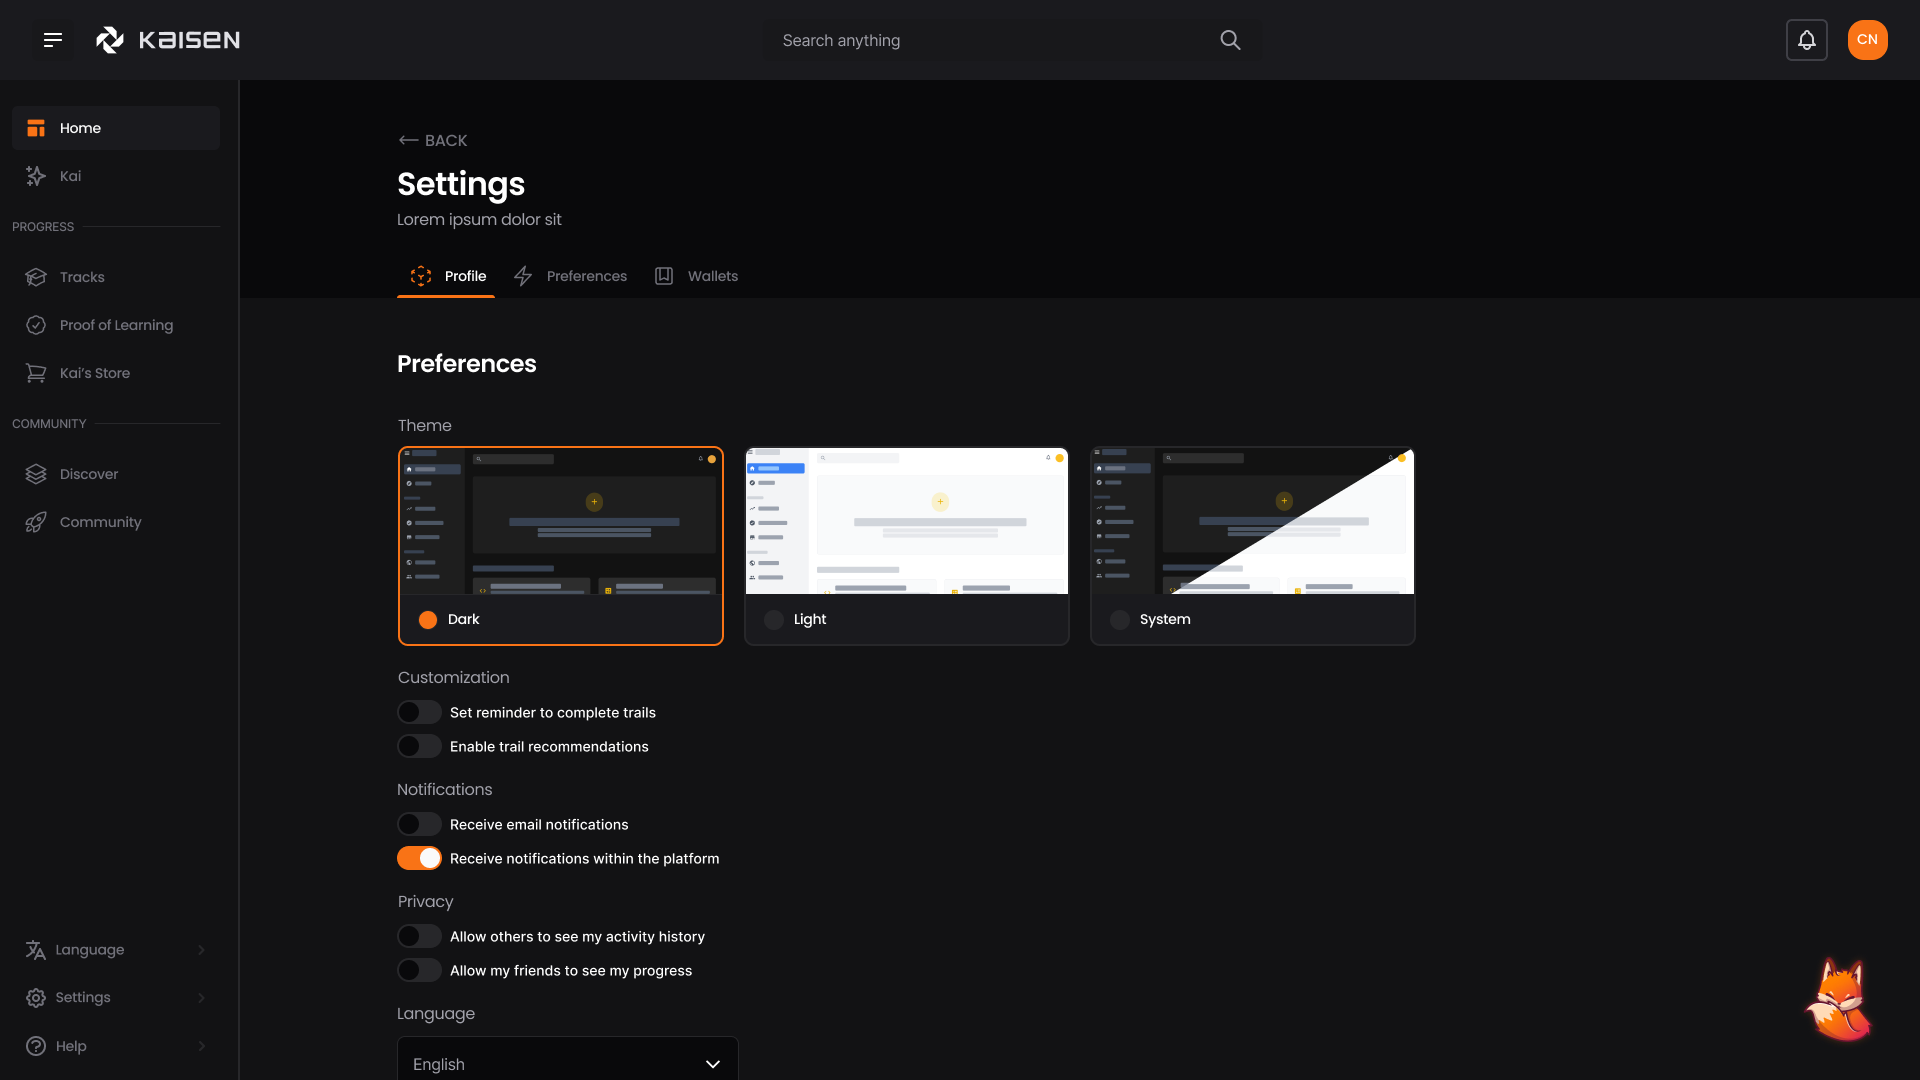 KAISEN
Search anything
CN
Home
Kai
PROGRESS
Tracks
Proof of Learning
Kai's Store
COMMUNITY
Discover
Community
Language
Settings
Help
BACK
Settings
Lorem ipsum dolor sit
Profile
Preferences
Wallets
Preferences
Theme
Dark
Light
System
Customization
Set reminder to complete trails
Enable trail recommendations
Notifications
Receive email notifications
Receive notifications within the platform
Privacy
Allow others to see my activity history
Allow my friends to see my progress
Language
English